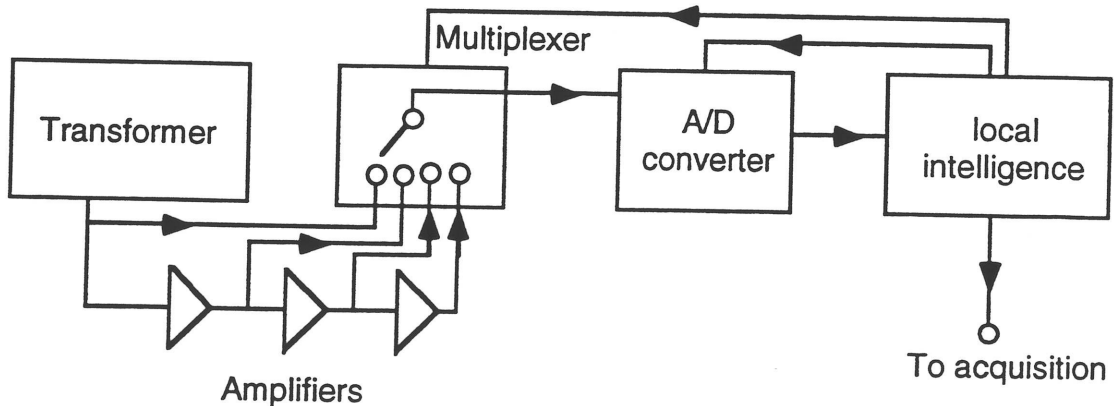 Multiplexer
Transformer
A/D
converter
local
intelligence
To acquisition
Amplifiers